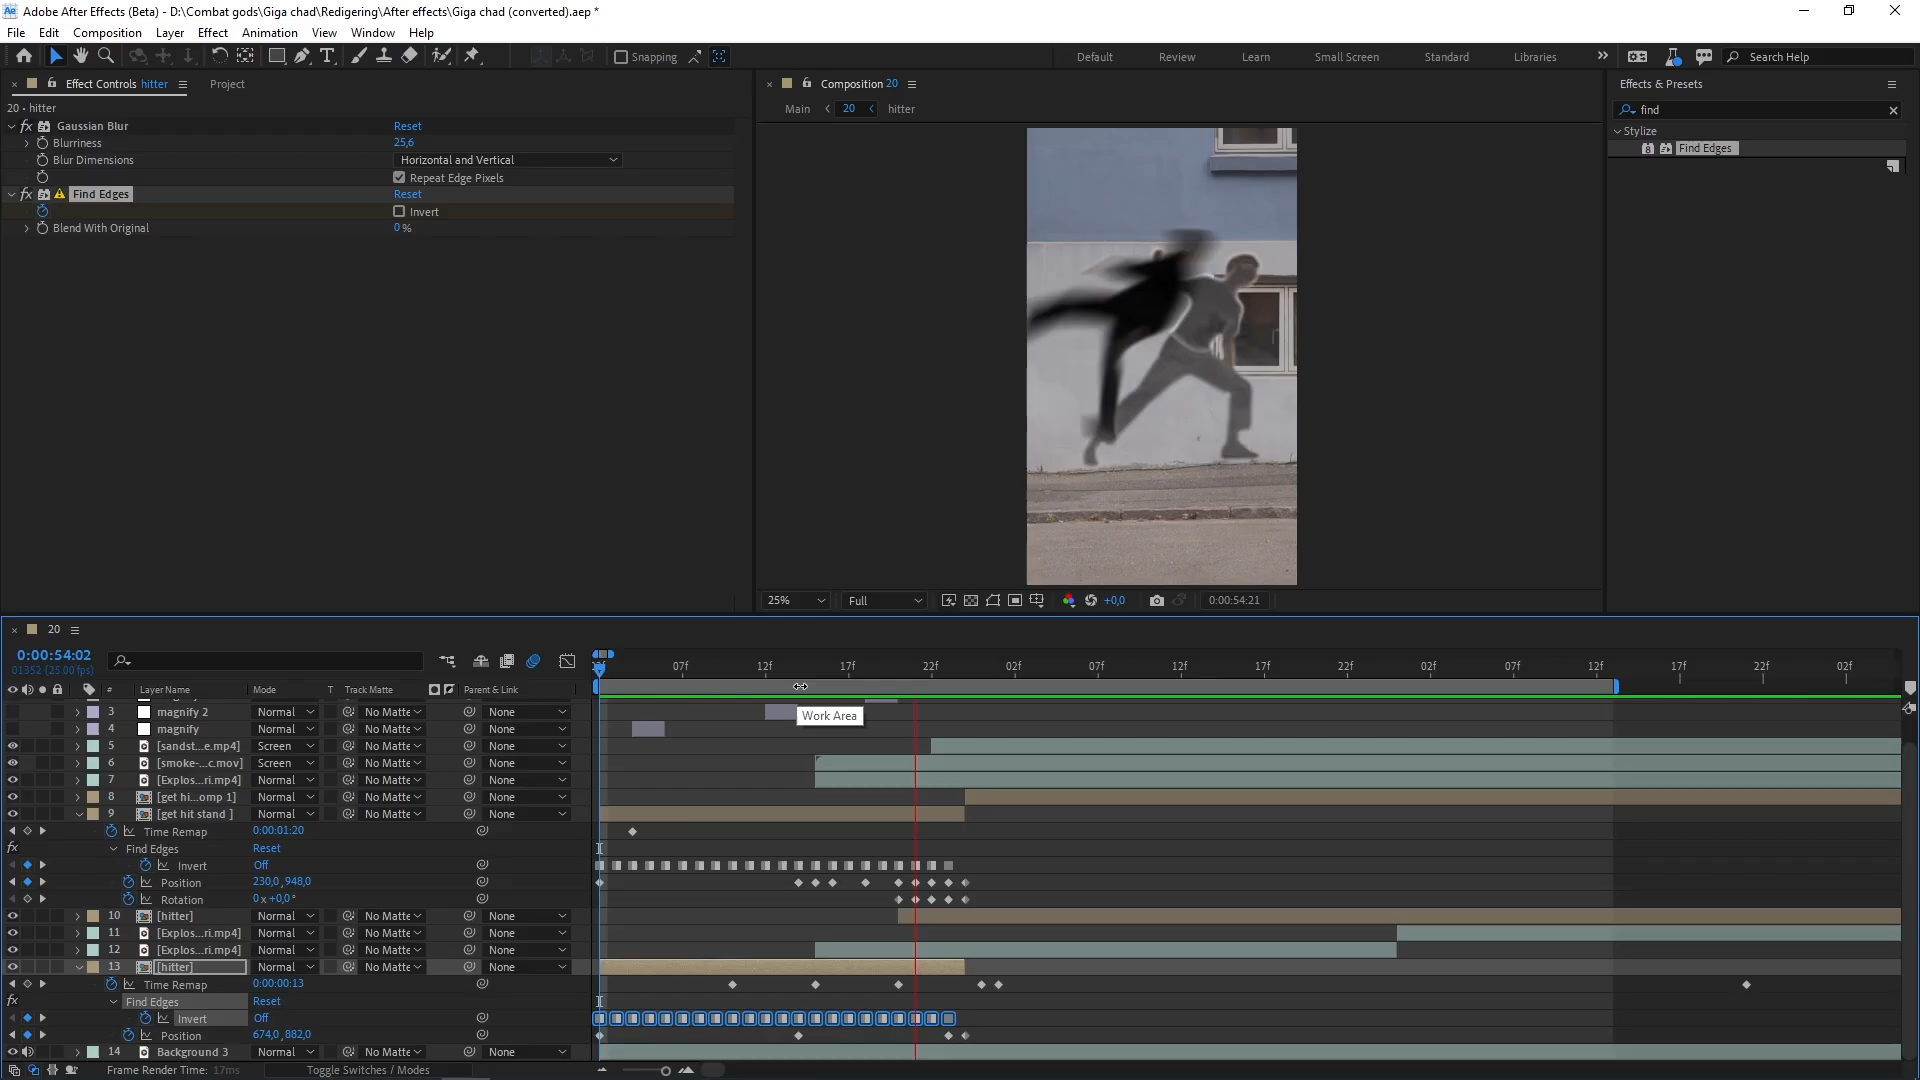 Adobe After Effects (Beta) - D:\Combat gods\Giga chad\Redigering\After effects\Giga chad (converted).aep *
File Edit Composition Layer Effect Animation View Window Help
Snapping
Default Review Learn Small Screen Standard Libraries Search Help
Effect Controls hitter Project
Composition 20
Effects & Presets
20 • hitter
Main 20 hitter
find
fx Gaussian Blur Reset
Stylize
Blurriness 25,6
8 Find Edges
Blur Dimensions Horizontal and Vertical
Repeat Edge Pixels
fx Find Edges Reset
Invert
Blend With Original 0 %
25% Full +0,0 0:00:54:21
20
0:00:54:02
01352 (25.00 fps)
07f 12f 17f 22f 02f 07f 12f 17f 22f 02f 07f 12f 17f 22f 02f
# Layer Name Mode T Track Matte Parent & Link
3 magnify 2 Normal No Matte None
Work Area
4 magnify Normal No Matte None
5 [sandst...e.mp4] Screen No Matte None
6 [smoke-...c.mov] Screen No Matte None
7 [Explos...ri.mp4] Normal No Matte None
8 [get hi...omp 1] Normal No Matte None
9 [get hit stand ] Normal No Matte None
Time Remap 0:00:01:20
fx Find Edges Reset
Invert Off
Position 230,0 ,948,0
Rotation 0 x +0,0 °
10 [hitter] Normal No Matte None
11 [Explos...ri.mp4] Normal No Matte None
12 [Explos...ri.mp4] Normal No Matte None
13 [hitter] Normal No Matte None
Time Remap 0:00:00:13
fx Find Edges Reset
Invert Off
Position 674,0 ,882,0
14 Background 3 Normal No Matte None
Frame Render Time: 17ms Toggle Switches / Modes